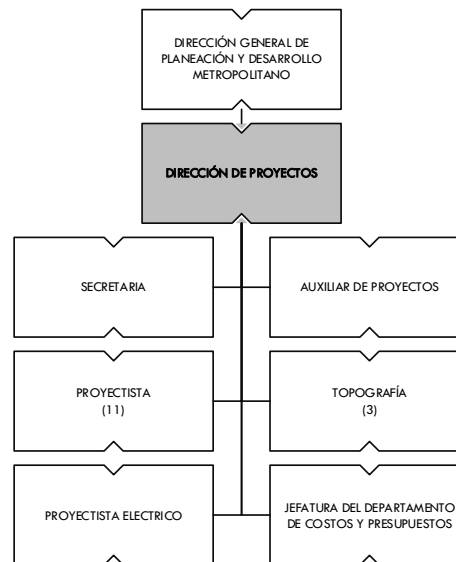 DIRECCIÓN GENERAL DE
PLANEACIÓN Y DESARROLLO
METROPOLITANO
DIRECCIÓN DE PROYECTOS
SECRETARIA
AUXILIAR DE PROYECTOS
PROYECTISTA
(11)
TOPOGRAFÍA
(3)
PROYECTISTA ELECTRICO
JEFATURA DEL DEPARTAMENTO
DE COSTOS Y PRESUPUESTOS